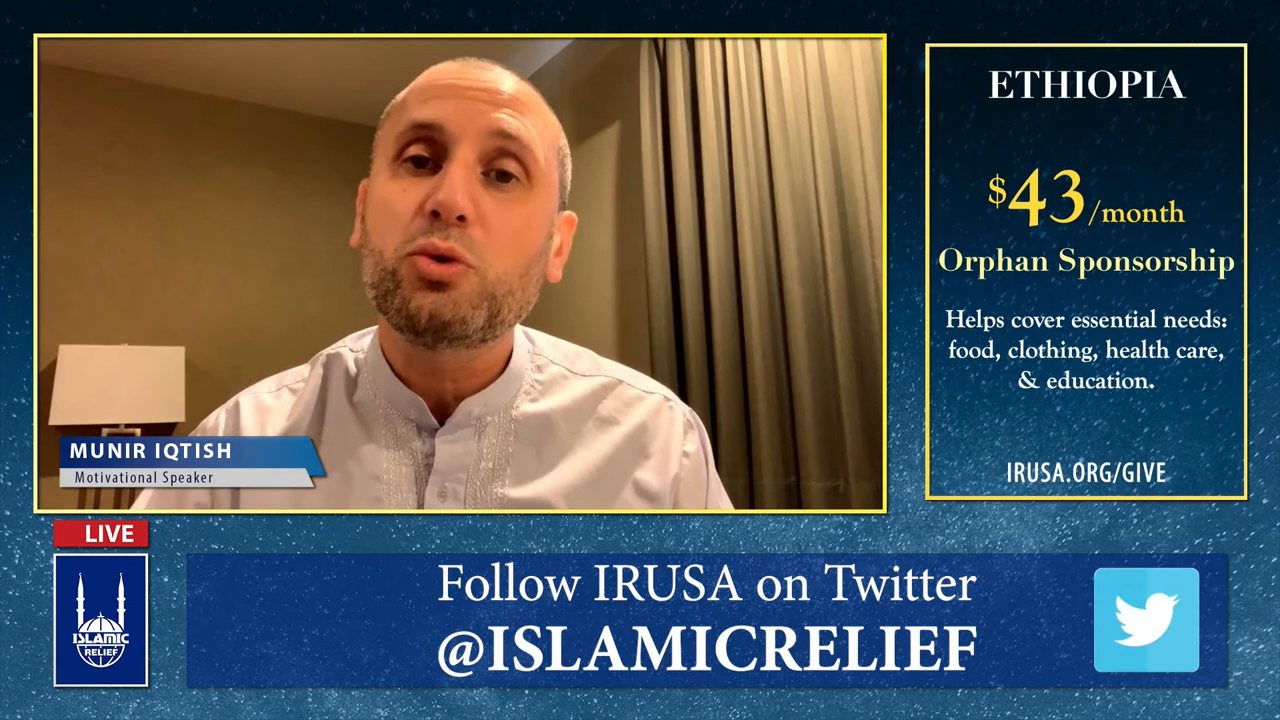 ETHIOPIA
$43/month
Orphan Sponsorship
Helps cover essential needs:
food, clothing, health care,
& education.
IRUSA.ORG/GIVE
MUNIR IQTISH
Motivational Speaker
LIVE
ISLAMIC
RELIEF
Follow IRUSA on Twitter
@ISLAMICRELIEF